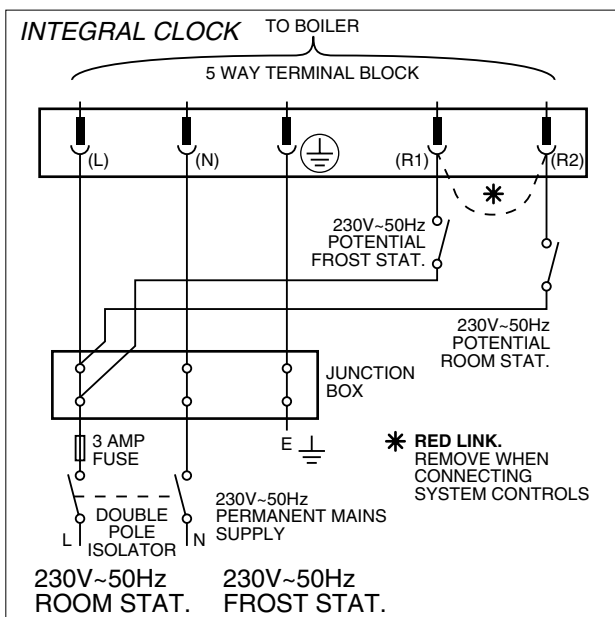 INTEGRAL CLOCK
TO BOILER
5 WAY TERMINAL BLOCK
(L)
(N)
(R1)
(R2)
230V~50Hz
POTENTIAL
FROST STAT.
230V~50Hz
POTENTIAL
ROOM STAT.
JUNCTION
BOX
3 AMP
FUSE
E
RED LINK.
REMOVE WHEN
CONNECTING
SYSTEM CONTROLS
DOUBLE
POLE
ISOLATOR
L
N
230V~50Hz
PERMANENT MAINS
SUPPLY
230V~50Hz
ROOM STAT.
230V~50Hz
FROST STAT.